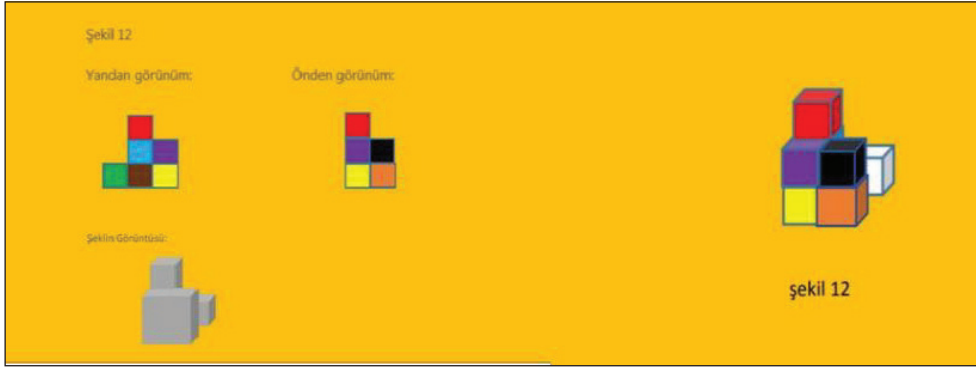 Şekil 12
Yandan görünüm:
Önden görünüm:
Şeklin Görüntüsü:
şekil 12